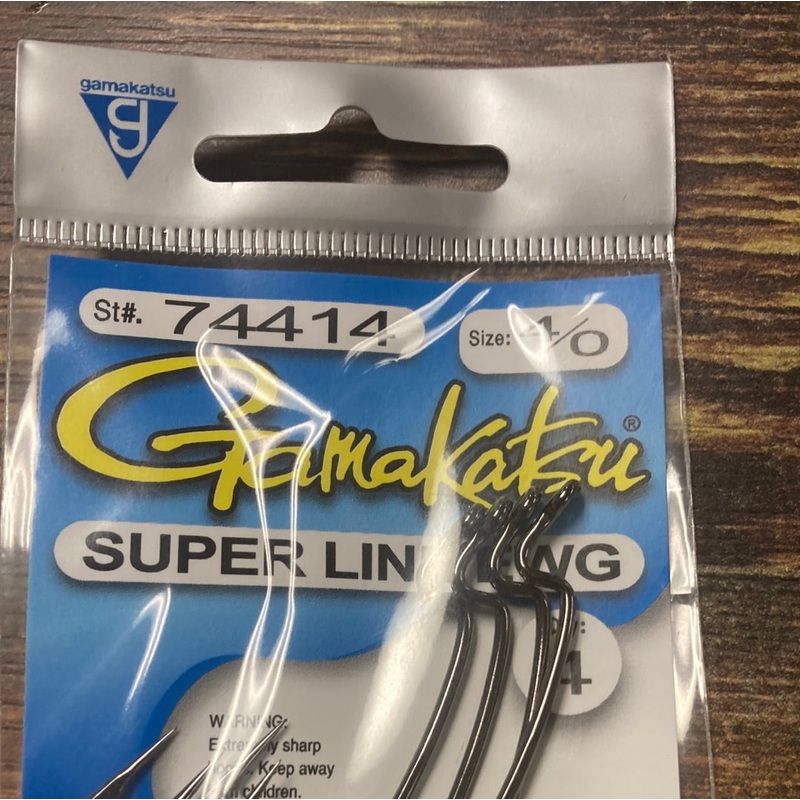 gamakatsu
g
St#. 74414
Size: 4/0
Gamakatsu®
SUPER LINE EWG
4
WARNING:
Extremely sharp
Keep away
children.